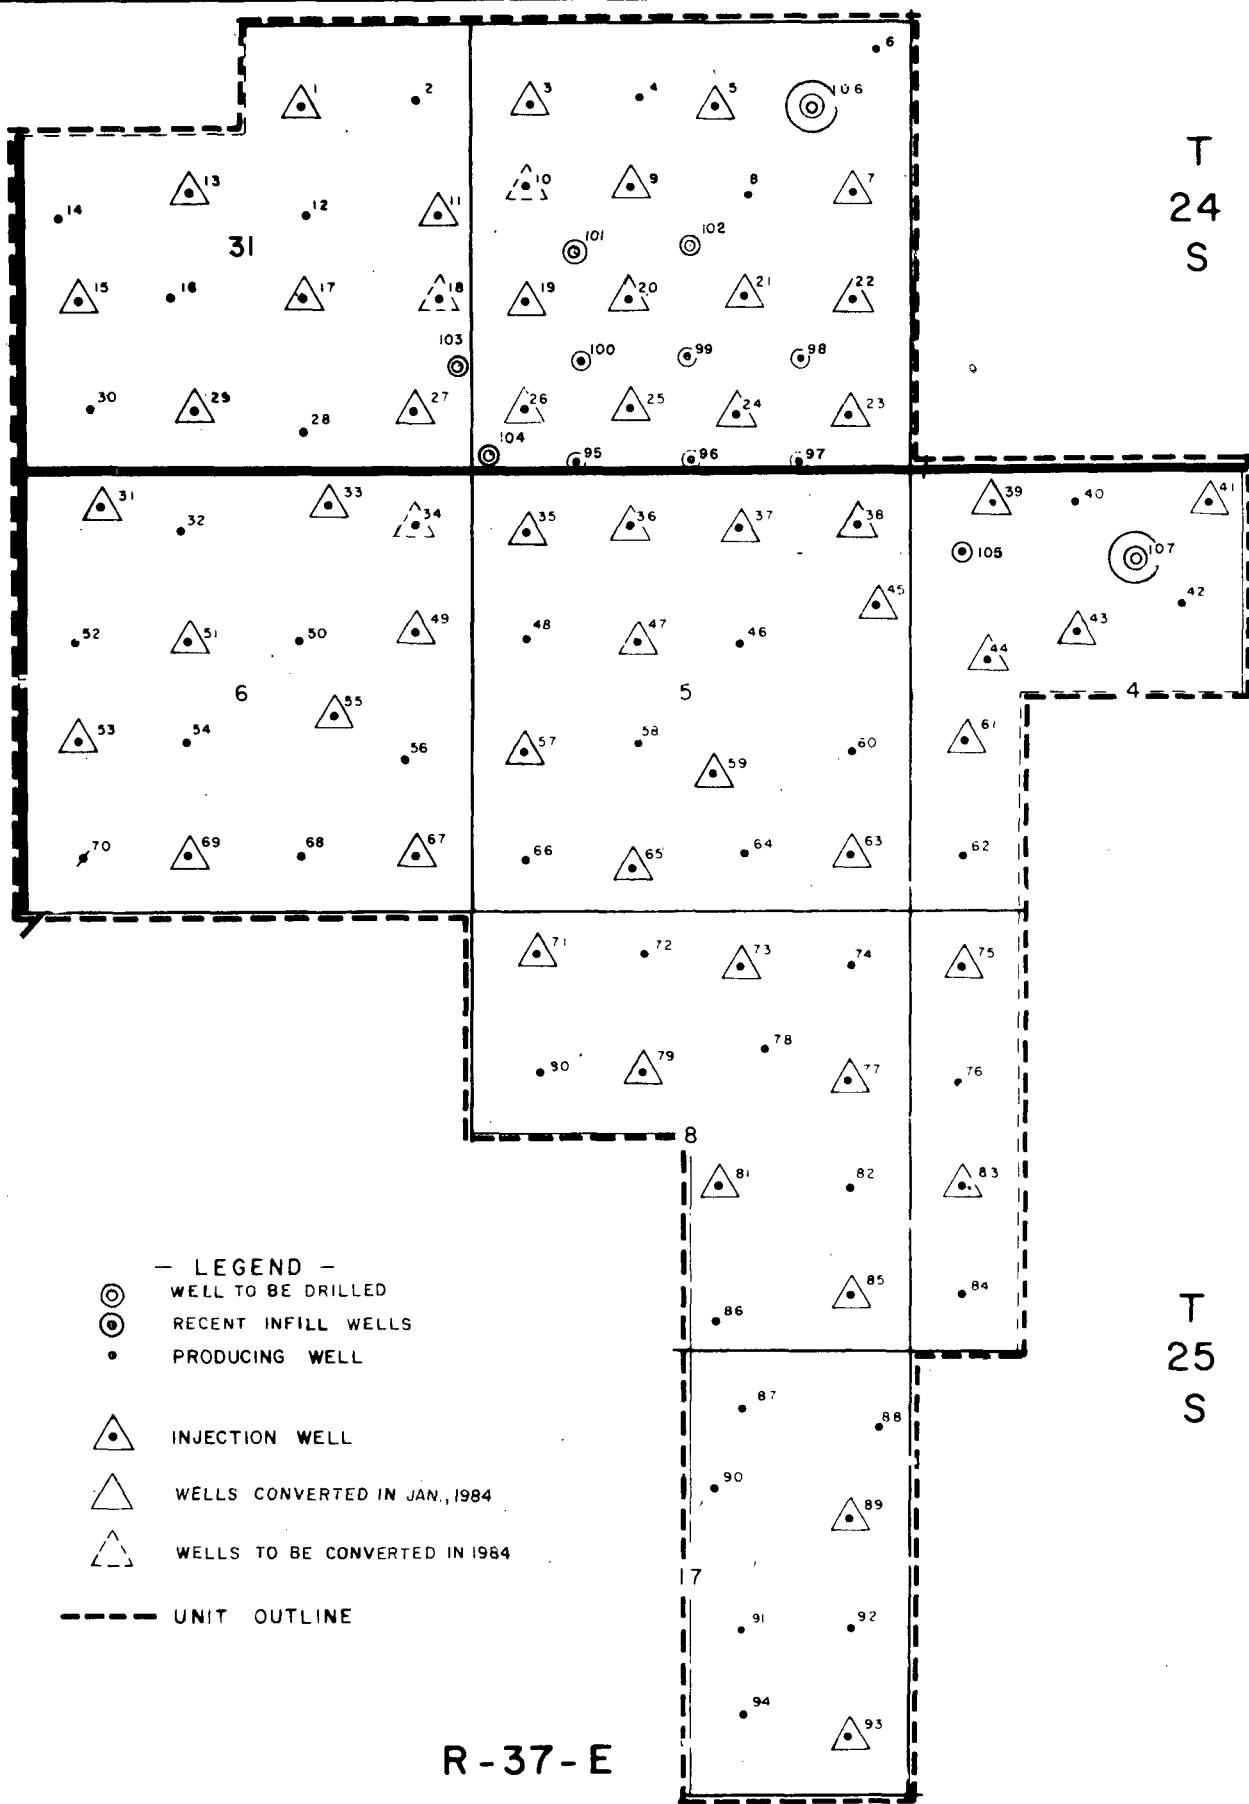 6
1 2 3 4 5 106
T
24
S
13 10 9 8 7
14 12 11
31 101 102
15 16 17 18 19 20 21 22
103 100 99 98
30 29 28 27 26 25 24 23
104 95 96 97
31 32 33 34 35 36 37 38 39 40 41
105 107
45 42
52 51 50 49 48 47 46 44 43
6 5 4
53 54 55 56 57 58 59 60 61
70 69 68 67 66 65 64 63 62
71 72 73 74 75
80 79 78 77 76
8
81 82 83
- LEGEND -
WELL TO BE DRILLED
RECENT INFILL WELLS
PRODUCING WELL
INJECTION WELL
WELLS CONVERTED IN JAN., 1984
WELLS TO BE CONVERTED IN 1984
UNIT OUTLINE
86 85 84
T
25
S
87 88
90 89
17
91 92
94 93
R-37-E